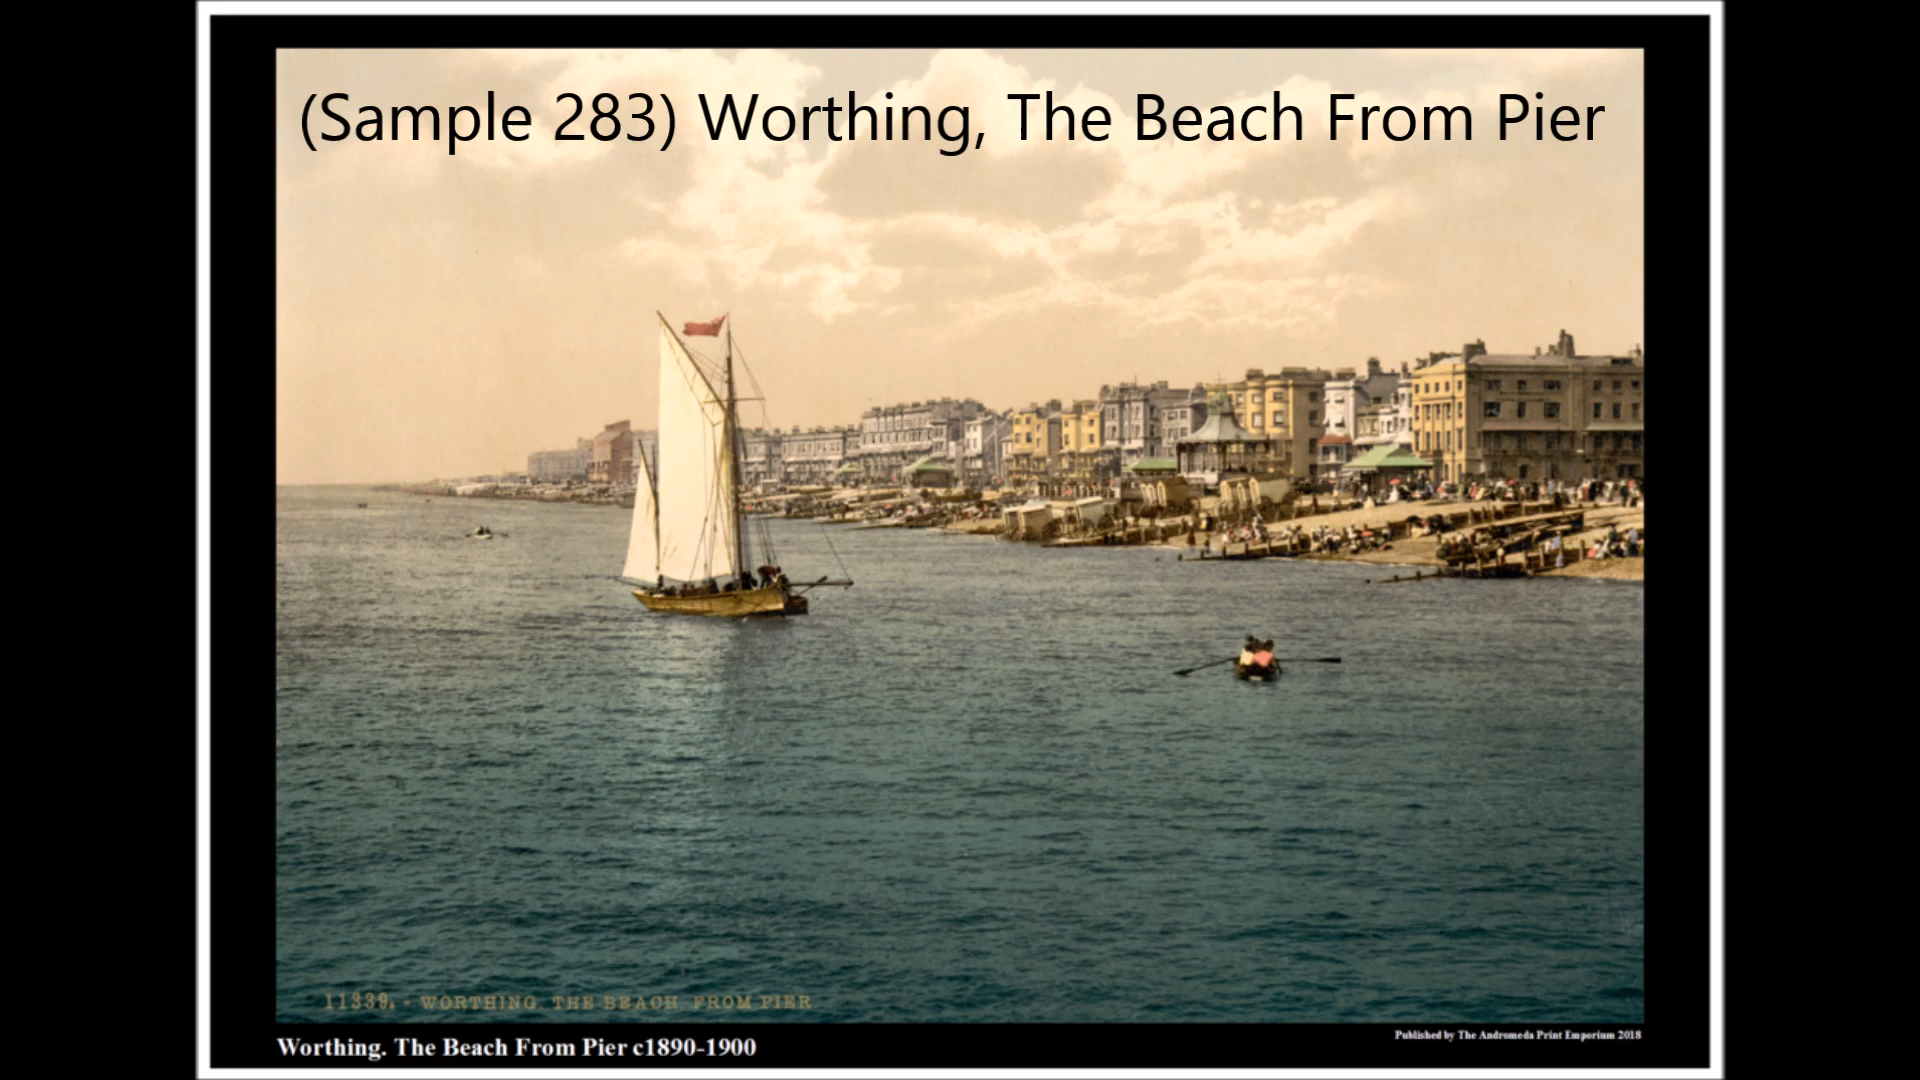 (Sample 283) Worthing, The Beach From Pier
11339. - WORTHING. THE BEACH FROM PIER.
Worthing. The Beach From Pier c1890-1900
Published by The Andromeda Print Emporium 2018